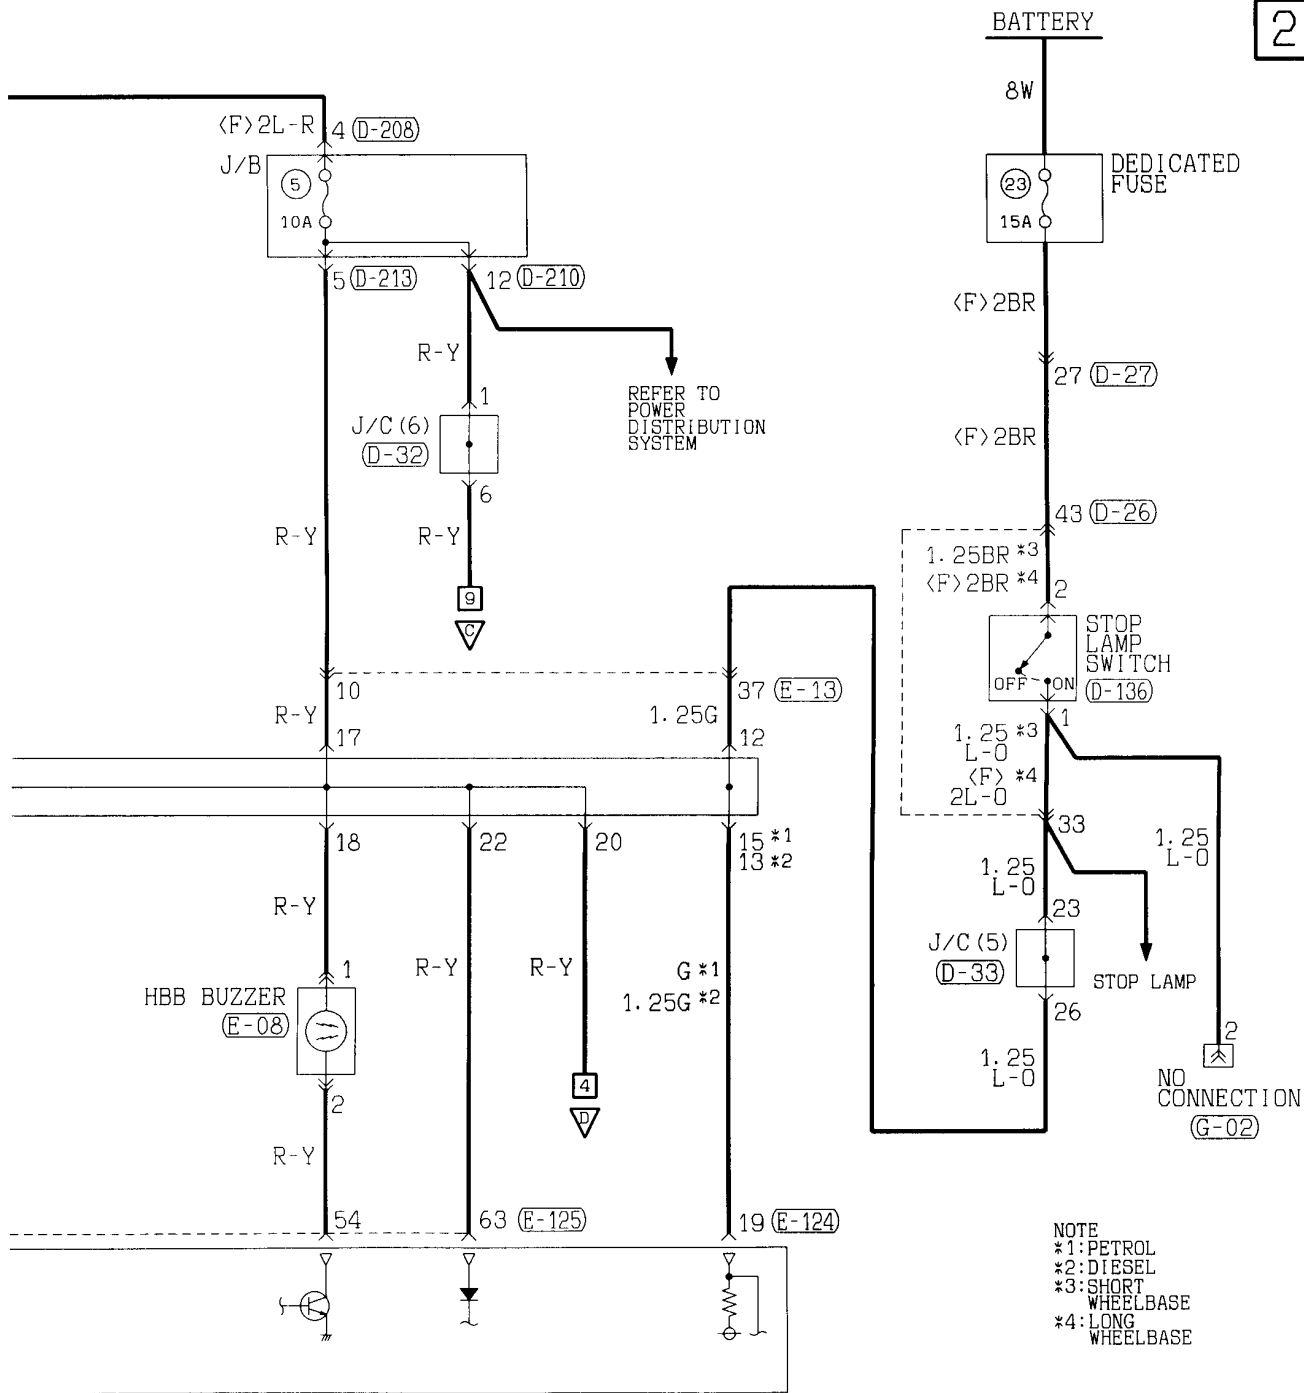 2
BATTERY
8W
<F>2L-R 4 (D-208)
J/B
5
10A
23
15A
DEDICATED
FUSE
5 (D-213)
12 (D-210)
<F>2BR
R-Y
27 (D-27)
1
REFER TO
POWER
DISTRIBUTION
SYSTEM
J/C(6)
(D-32)
<F>2BR
6
43 (D-26)
R-Y
R-Y
1.25BR *3
<F>2BR *4
2
9
C
STOP
LAMP
SWITCH
(D-136)
OFF
ON
10
37 (E-13)
R-Y
1.25G
1
17
12
1.25 *3
L-O
<F> *4
2L-O
33
18
22
20
15 *1
13 *2
1.25
L-O
1.25
L-O
R-Y
23
J/C(5)
(D-33)
1
R-Y
R-Y
G *1
1.25G *2
STOP LAMP
HBB BUZZER
(E-08)
26
2
1.25
L-O
4
D
2
NO
CONNECTION
(G-02)
R-Y
54
63 (E-125)
19 (E-124)
NOTE
*1:PETROL
*2:DIESEL
*3:SHORT
WHEELBASE
*4:LONG
WHEELBASE